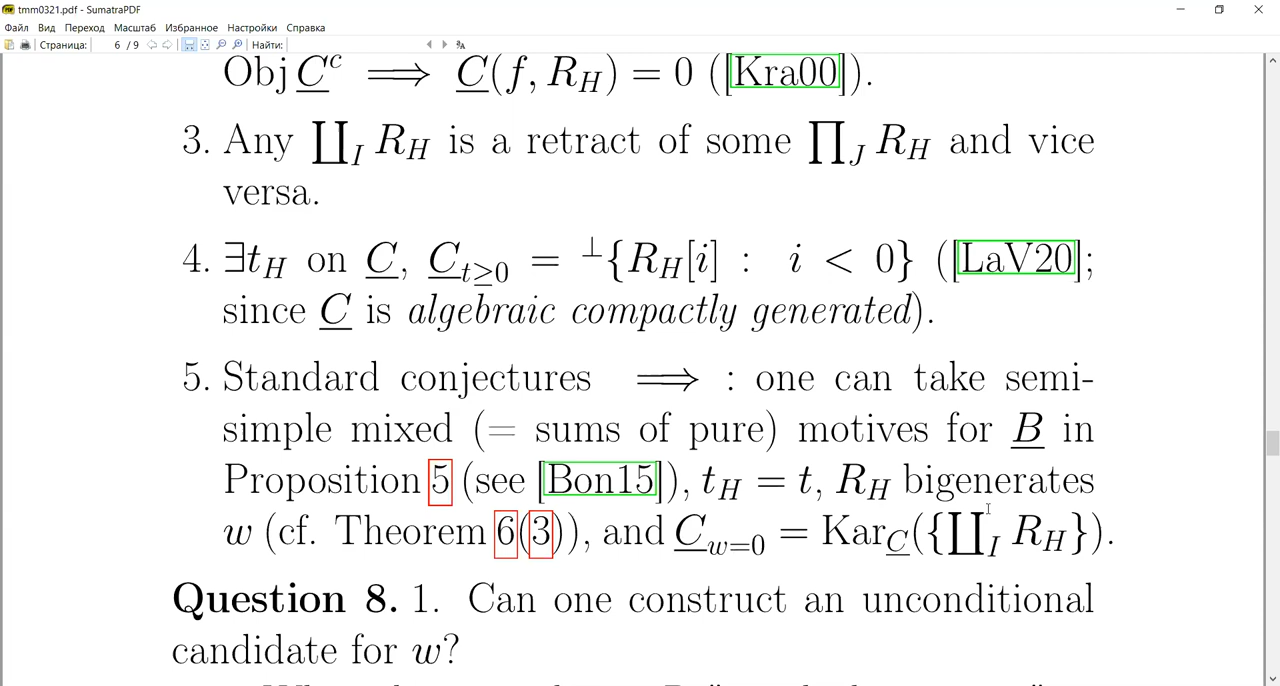 tmm0321.pdf - SumatraPDF
Файл Вид Переход Масштаб Избранное Настройки Справка
Страница: 6 / 9 Найти:
Obj C^c ⟹ C(f, R_H) = 0 ([Kra00]).
3. Any ∐_I R_H is a retract of some ∏_J R_H and vice
versa.
4. ∃t_H on C, C_{t≥0} = ^⊥{R_H[i] : i < 0} ([LaV20];
since C is algebraic compactly generated).
5. Standard conjectures ⟹ : one can take semi-
simple mixed (= sums of pure) motives for B in
Proposition 5 (see [Bon15]), t_H = t, R_H bigenerates
w (cf. Theorem 6(3)), and C_{w=0} = Kar_C({∐_I R_H}).
Question 8. 1. Can one construct an unconditional
candidate for w?